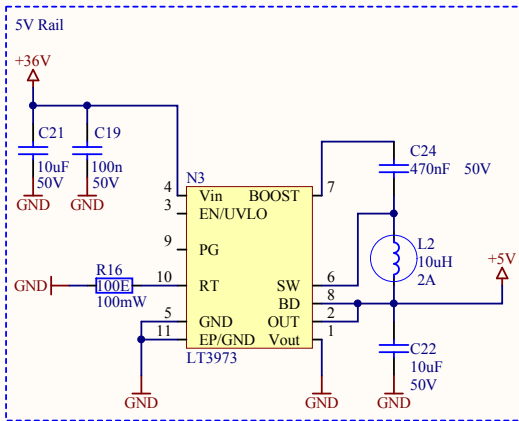 5V Rail
+36V
C21
10uF
50V
GND
C19
100n
50V
GND
N3
4 Vin BOOST 7
3 EN/UVLO
9 PG
10 RT SW 6
BD 8
5 GND OUT 2
11 EP/GND Vout 1
LT3973
GND R16
100E
100mW
GND
GND
C24
470nF 50V
L2
10uH
2A
+5V
C22
10uF
50V
GND